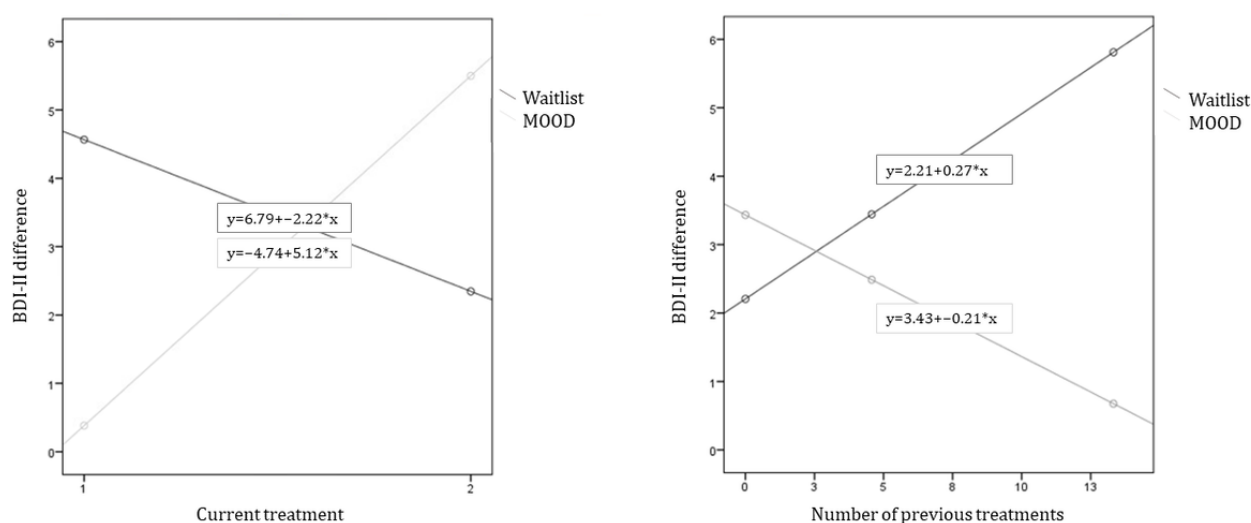 6
5
4
3
2
1
0
BDI-II difference
Waitlist
MOOD
y=6.79+−2.22*x
y=−4.74+5.12*x
1
2
Current treatment
6
5
4
3
2
1
0
BDI-II difference
Waitlist
MOOD
y=2.21+0.27*x
y=3.43+−0.21*x
0
3
5
8
10
13
Number of previous treatments